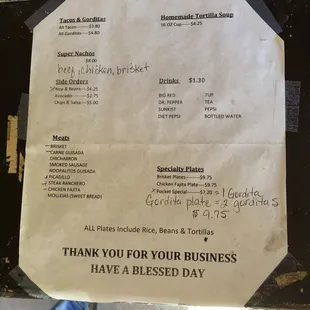 Tacos & Gorditas
All Tacos-----$3.80
All Gorditas----$4.80
Homemade Tortilla Soup
16 OZ Cup----$4.25
Super Nachos
$8.00
beef, chicken, brisket
Side Orders
Rice & Beans----$4.25
Avocado-----$2.75
Chips & Salsa----$5.00
Drinks $1.30
BIG RED 7UP
DR. PEPPER TEA
SUNKIST PEPSI
DIET PEPSI BOTTLED WATER
Meats
BRISKET
CARNE GUISADA
CHICHARRON
SMOKED SAUSAGE
NOOPALITOS GUISADA
PICADILLO
STEAK RANCHERO
CHICKEN FAJITA
MOLLEJAS (SWEET BREAD)
Specialty Plates
Brisket Plates-----$9.75
Chicken Fajita Plate----$9.75
Pocket Special-----$7.20 = 1 Gordita
Gordita plate = 2 gorditas
$9.75
ALL Plates Include Rice, Beans & Tortillas
THANK YOU FOR YOUR BUSINESS
HAVE A BLESSED DAY